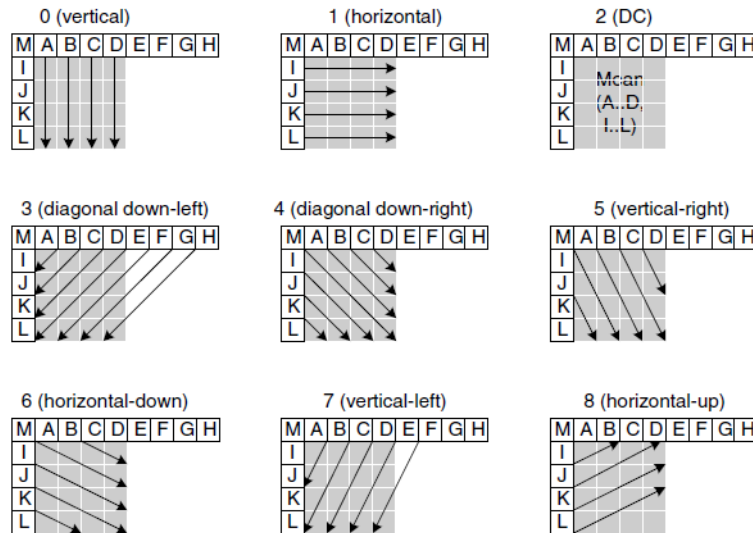 0 (vertical)
M A B C D E F G H
I
J
K
L
1 (horizontal)
M A B C D E F G H
I
J
K
L
2 (DC)
M A B C D E F G H
I
J
K
L
Mean
(A..D,
I..L)
3 (diagonal down-left)
M A B C D E F G H
I
J
K
L
4 (diagonal down-right)
M A B C D E F G H
I
J
K
L
5 (vertical-right)
M A B C D E F G H
I
J
K
L
6 (horizontal-down)
M A B C D E F G H
I
J
K
L
7 (vertical-left)
M A B C D E F G H
I
J
K
L
8 (horizontal-up)
M A B C D E F G H
I
J
K
L